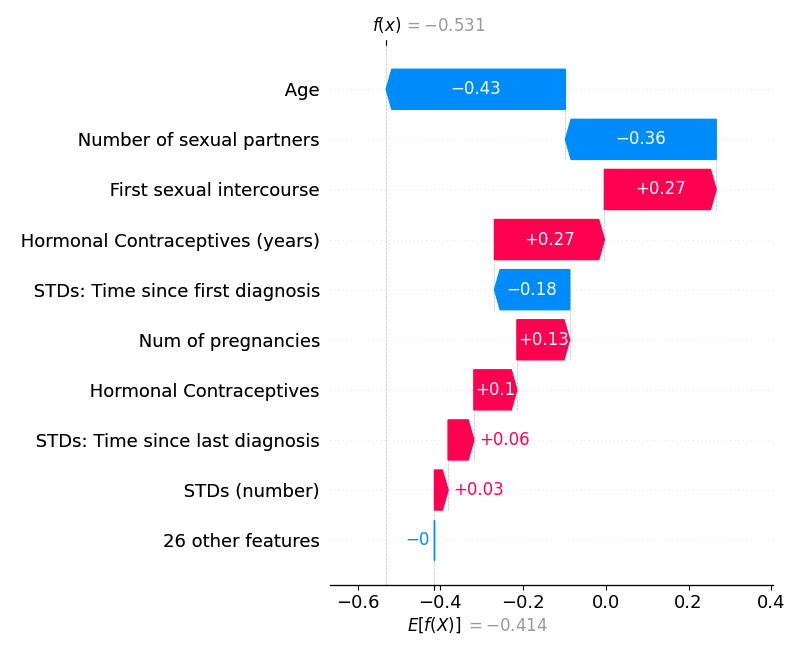 f(x) = −0.531
Age −0.43
Number of sexual partners −0.36
First sexual intercourse +0.27
Hormonal Contraceptives (years) +0.27
STDs: Time since first diagnosis −0.18
Num of pregnancies +0.13
Hormonal Contraceptives +0.1
STDs: Time since last diagnosis +0.06
STDs (number) +0.03
26 other features −0
−0.6 −0.4 −0.2 0.0 0.2 0.4
E[f(X)] = −0.414